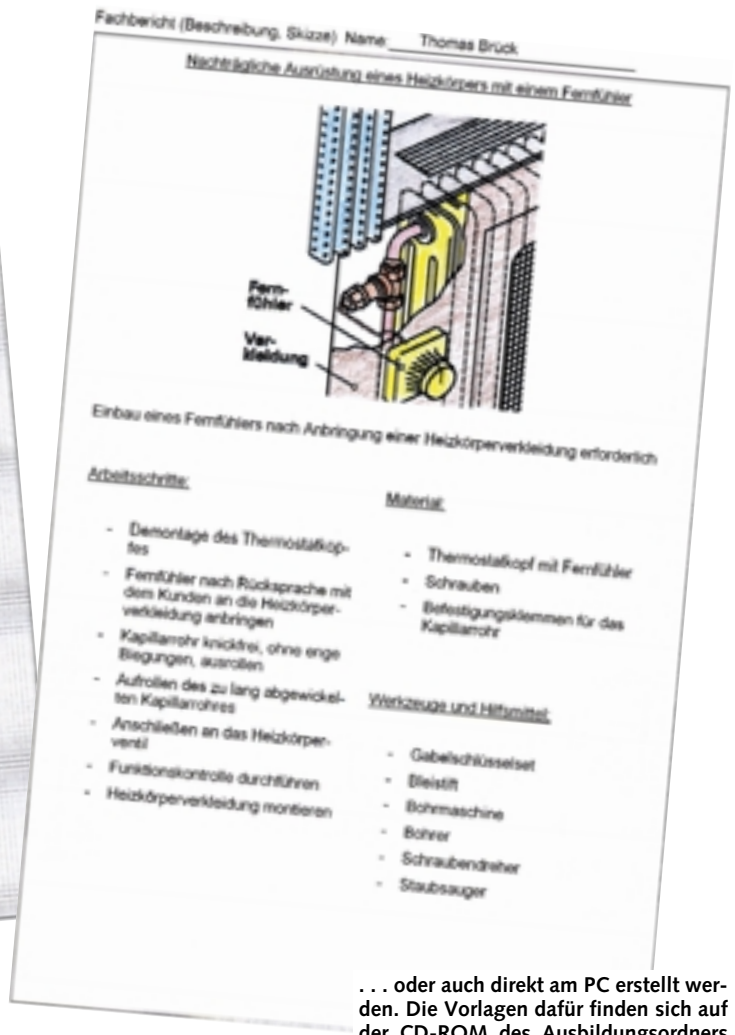 Fachbericht (Beschreibung, Skizze) Name: Thomas Brück
Nachträgliche Ausrüstung eines Heizkörpers mit einem Fernfühler
Fern-
fühler
Ver-
kleidung
Einbau eines Fernfühlers nach Anbringung einer Heizkörperverkleidung erforderlich
Arbeitsschritte:
- Demontage des Thermostatkop-
fes
- Fernfühler nach Rücksprache mit
dem Kunden an die Heizkörper-
verkleidung anbringen
- Kapillarrohr knickfrei, ohne enge
Biegungen, ausrollen
- Aufrollen des zu lang abgewickel-
ten Kapillarrohres
- Anschließen an das Heizkörper-
ventil
- Funktionskontrolle durchführen
- Heizkörperverkleidung montieren
Material:
- Thermostatkopf mit Fernfühler
- Schrauben
- Befestigungsklemmen für das
Kapillarrohr
Werkzeuge und Hilfsmittel:
- Gabelschlüsselset
- Bleistift
- Bohrmaschine
- Bohrer
- Schraubendreher
- Staubsauger
. . . oder auch direkt am PC erstellt wer-
den. Die Vorlagen dafür finden sich auf
der CD-ROM des Ausbildungsordners